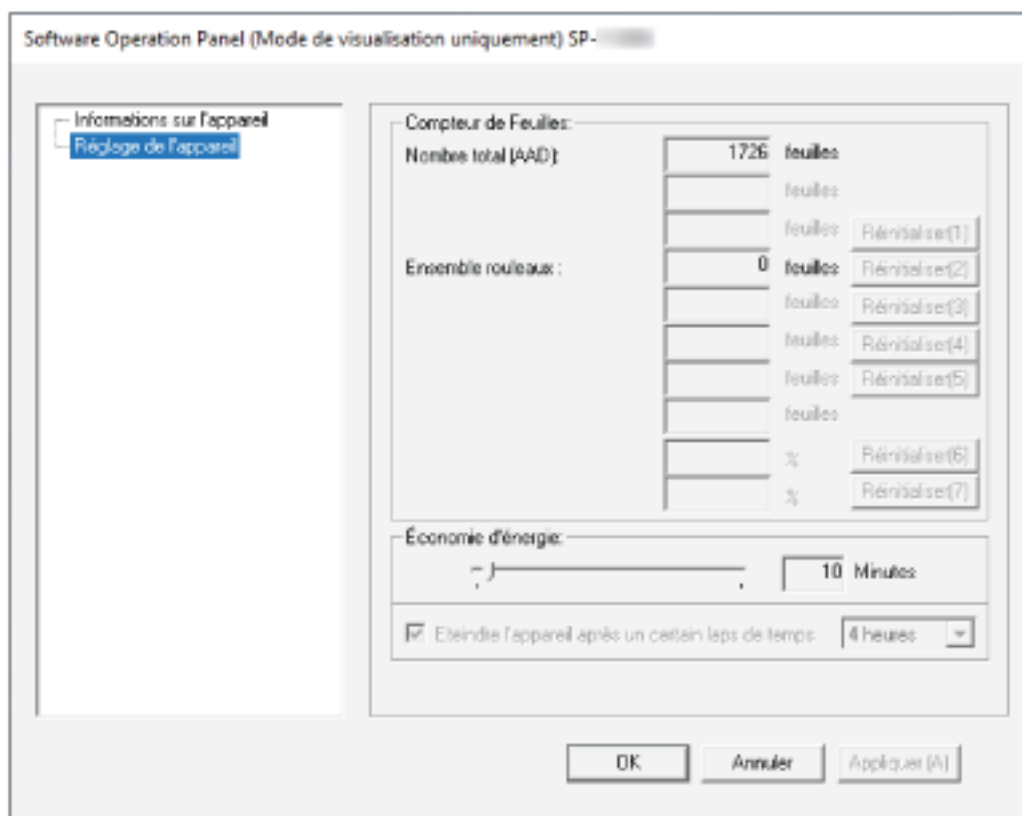 Software Operation Panel (Mode de visualisation uniquement) SP-
Informations sur l'appareil
Réglage de l'appareil
Compteur de Feuilles:
Nombre total (AAD): 1726 feuilles
feuilles
feuilles Réinitialiser(1)
Ensemble rouleaux : 0 feuilles Réinitialiser(2)
feuilles Réinitialiser(3)
feuilles Réinitialiser(4)
feuilles Réinitialiser(5)
feuilles
% Réinitialiser(6)
% Réinitialiser(7)
Économie d'énergie:
10 Minutes
Eteindre l'appareil après un certain laps de temps 4 heures
OK Annuler Appliquer (A)